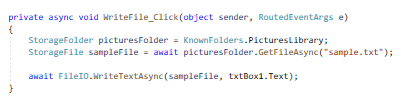 private async void WriteFile_Click(object sender, RoutedEventArgs e)
{
    StorageFolder picturesFolder = KnownFolders.PicturesLibrary;
    StorageFile sampleFile = await picturesFolder.GetFileAsync("sample.txt");
    await FileIO.WriteTextAsync(sampleFile, txtBox1.Text);
}